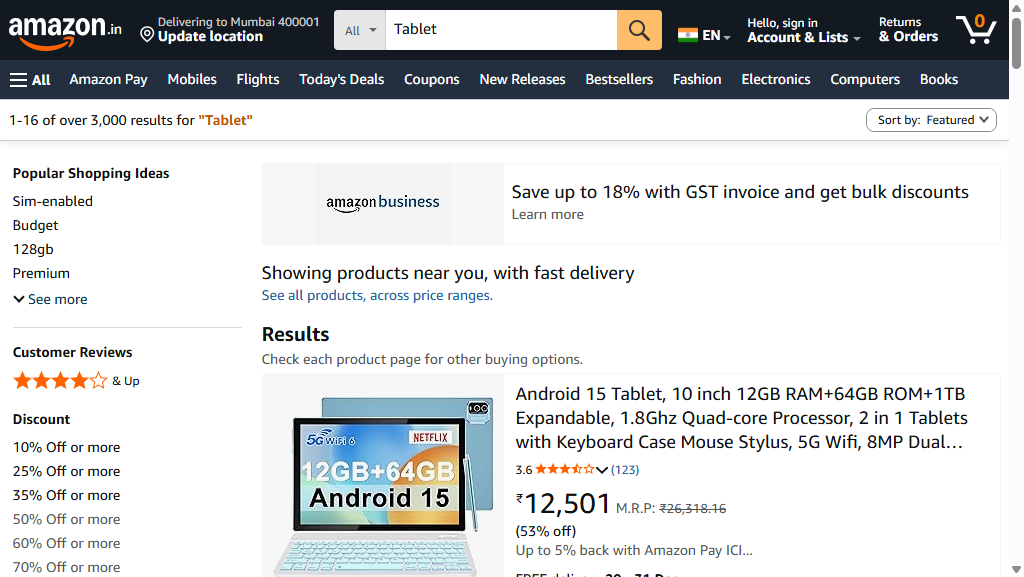 amazon.in
Delivering to Mumbai 400001
Update location
All
Tablet
EN
Hello, sign in
Account & Lists
Returns
& Orders
0
All
Amazon Pay
Mobiles
Flights
Today's Deals
Coupons
New Releases
Bestsellers
Fashion
Electronics
Computers
Books
1-16 of over 3,000 results for "Tablet"
Sort by: Featured
Popular Shopping Ideas
Sim-enabled
Budget
128gb
Premium
See more
Customer Reviews
& Up
Discount
10% Off or more
25% Off or more
35% Off or more
50% Off or more
60% Off or more
70% Off or more
amazon business
Save up to 18% with GST invoice and get bulk discounts
Learn more
Showing products near you, with fast delivery
See all products, across price ranges.
Results
Check each product page for other buying options.
5G WiFi 6
NETFLIX
12GB+64GB
Android 15
Android 15 Tablet, 10 inch 12GB RAM+64GB ROM+1TB
Expandable, 1.8Ghz Quad-core Processor, 2 in 1 Tablets
with Keyboard Case Mouse Stylus, 5G Wifi, 8MP Dual…
3.6 (123)
₹12,501 M.R.P: ₹26,318.16
(53% off)
Up to 5% back with Amazon Pay ICI…